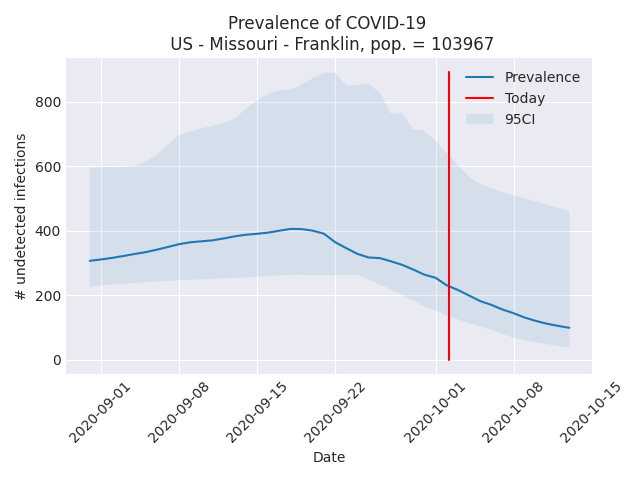 Prevalence of COVID-19
US - Missouri - Franklin, pop. = 103967
Prevalence
Today
95CI
800
600
400
200
0
# undetected infections
2020-09-01
2020-09-08
2020-09-15
2020-09-22
2020-10-01
2020-10-08
2020-10-15
Date